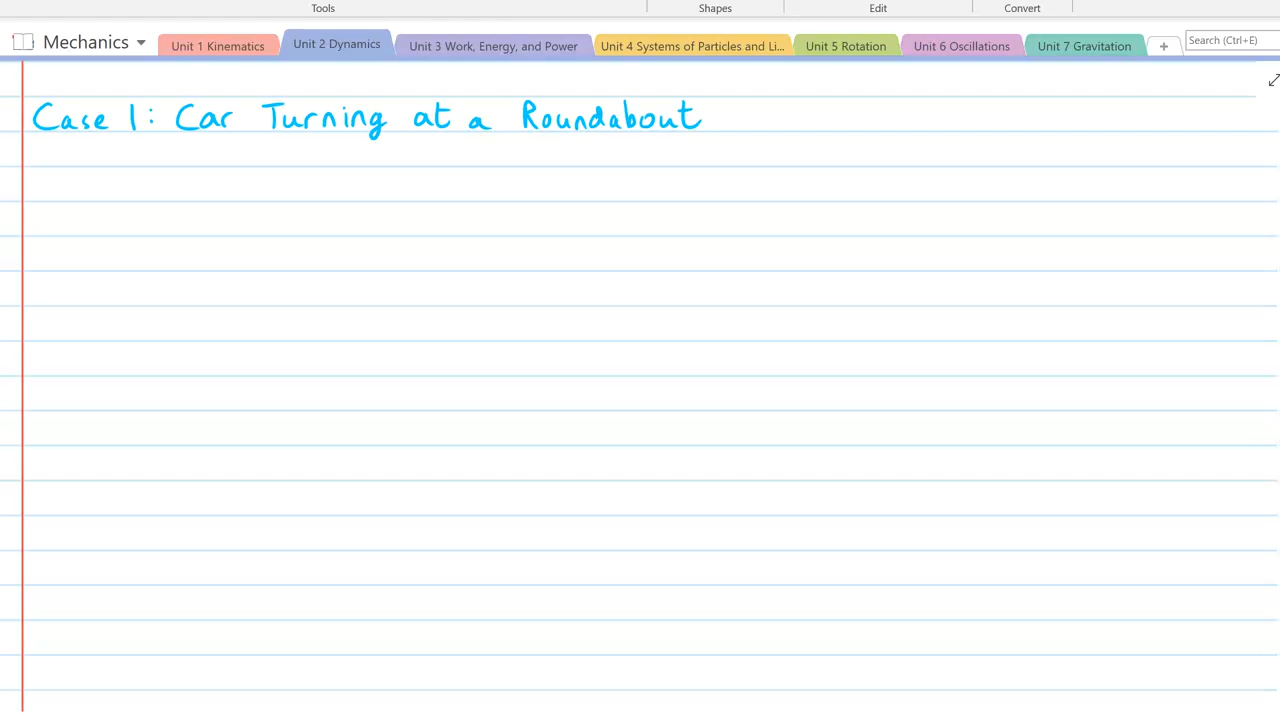 Tools Shapes Edit Convert
Mechanics Unit 1 Kinematics Unit 2 Dynamics Unit 3 Work, Energy, and Power Unit 4 Systems of Particles and Li... Unit 5 Rotation Unit 6 Oscillations Unit 7 Gravitation + Search (Ctrl+E)
Case 1: Car Turning at a Roundabout